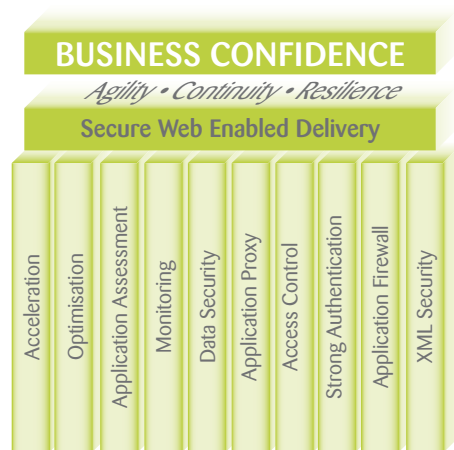 BUSINESS CONFIDENCE
Agility • Continuity • Resilience
Secure Web Enabled Delivery
Acceleration
Optimisation
Application Assessment
Monitoring
Data Security
Application Proxy
Access Control
Strong Authentication
Application Firewall
XML Security